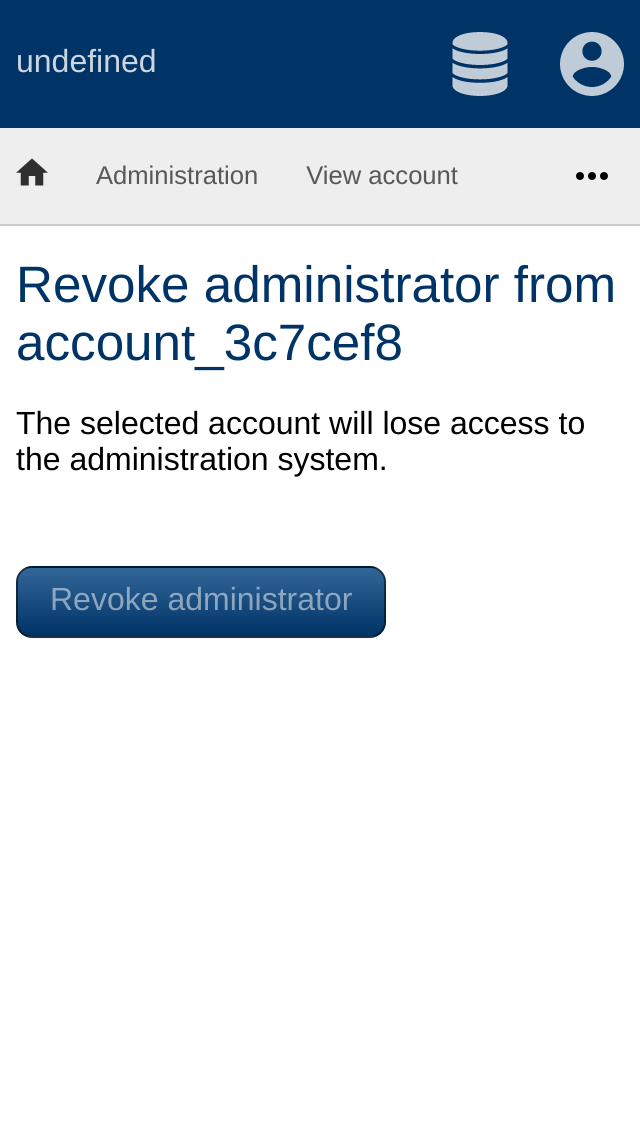 undefined
Administration View account
Revoke administrator from
account_3c7cef8
The selected account will lose access to
the administration system.
Revoke administrator